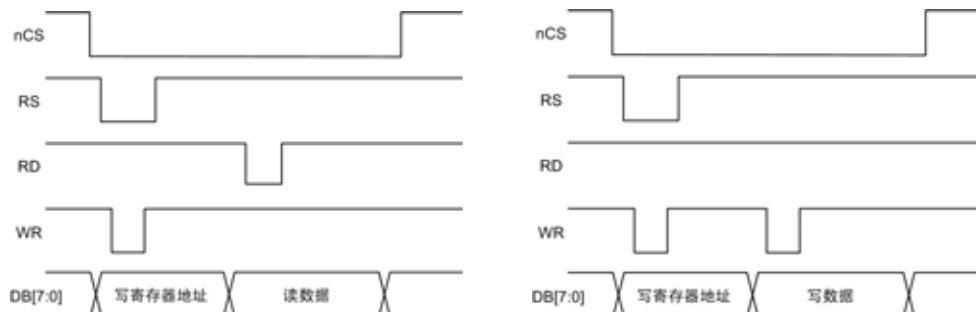 nCS
RS
RD
WR
DB[7:0] 写寄存器地址 读数据
nCS
RS
RD
WR
DB[7:0] 写寄存器地址 写数据